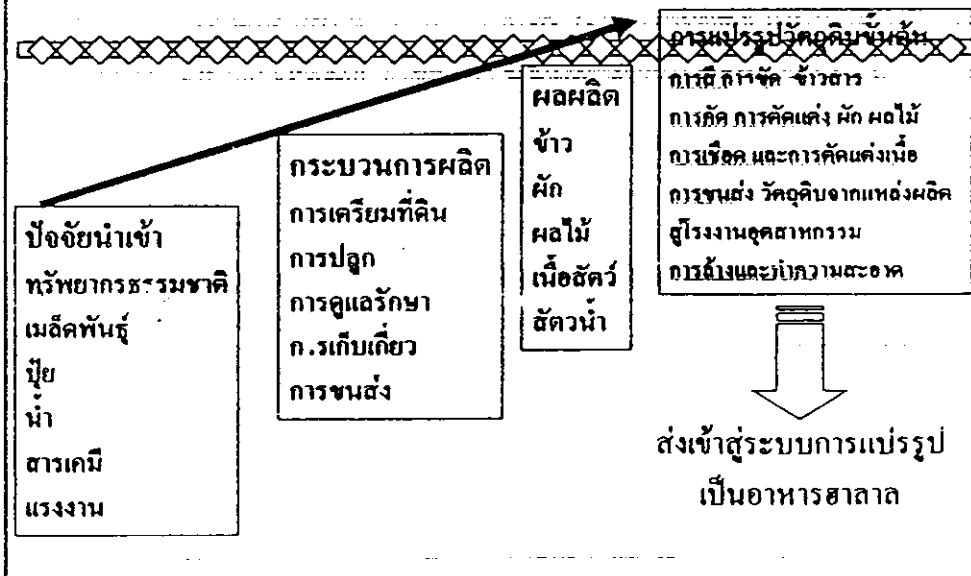 ปัจจัยนำเข้า
ทรัพยากรธรรมชาติ
เมล็ดพันธุ์
ปุ๋ย
น้ำ
สารเคมี
แรงงาน
กระบวนการผลิต
การเตรียมที่ดิน
การปลูก
การดูแลรักษา
ก.รเก็บเกี่ยว
การขนส่ง
ผลผลิต
ข้าว
ผัก
ผลไม้
เนื้อสัตว์
สัตวน้ำ
การแปรรูปวัตถุดิบขั้นต้น
การสี การขัด ข้าวสาร
การคัด การตัดแต่ง ผัก ผลไม้
การเชือด และการตัดแต่งเนื้อ
การขนส่ง วัตถุดิบจากแหล่งผลิต
สู่โรงงานอุตสาหกรรม
การล้างและทำความสะอาด
ส่งเข้าสู่ระบบการแปรรูป
เป็นอาหารฮาลาล